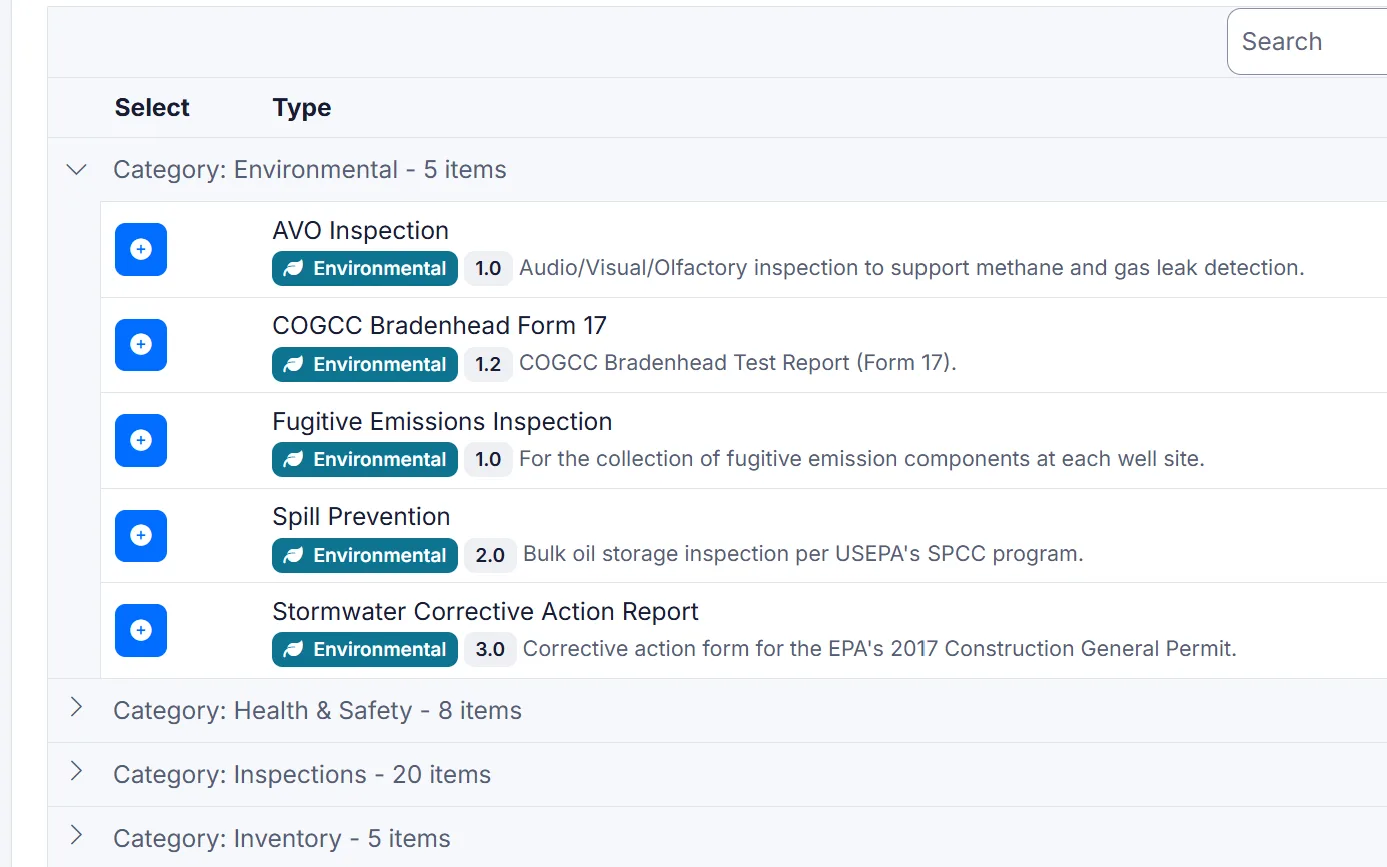 Search
Select Type
Category: Environmental - 5 items
AVO Inspection
Environmental 1.0 Audio/Visual/Olfactory inspection to support methane and gas leak detection.
COGCC Bradenhead Form 17
Environmental 1.2 COGCC Bradenhead Test Report (Form 17).
Fugitive Emissions Inspection
Environmental 1.0 For the collection of fugitive emission components at each well site.
Spill Prevention
Environmental 2.0 Bulk oil storage inspection per USEPA's SPCC program.
Stormwater Corrective Action Report
Environmental 3.0 Corrective action form for the EPA's 2017 Construction General Permit.
Category: Health & Safety - 8 items
Category: Inspections - 20 items
Category: Inventory - 5 items